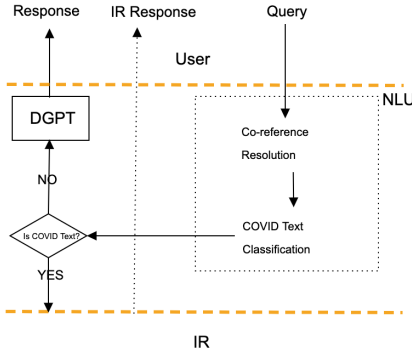 Response IR Response Query
User
NLU
DGPT
Co-reference
Resolution
NO
COVID Text
Is COVID Text?
Classification
YES
IR